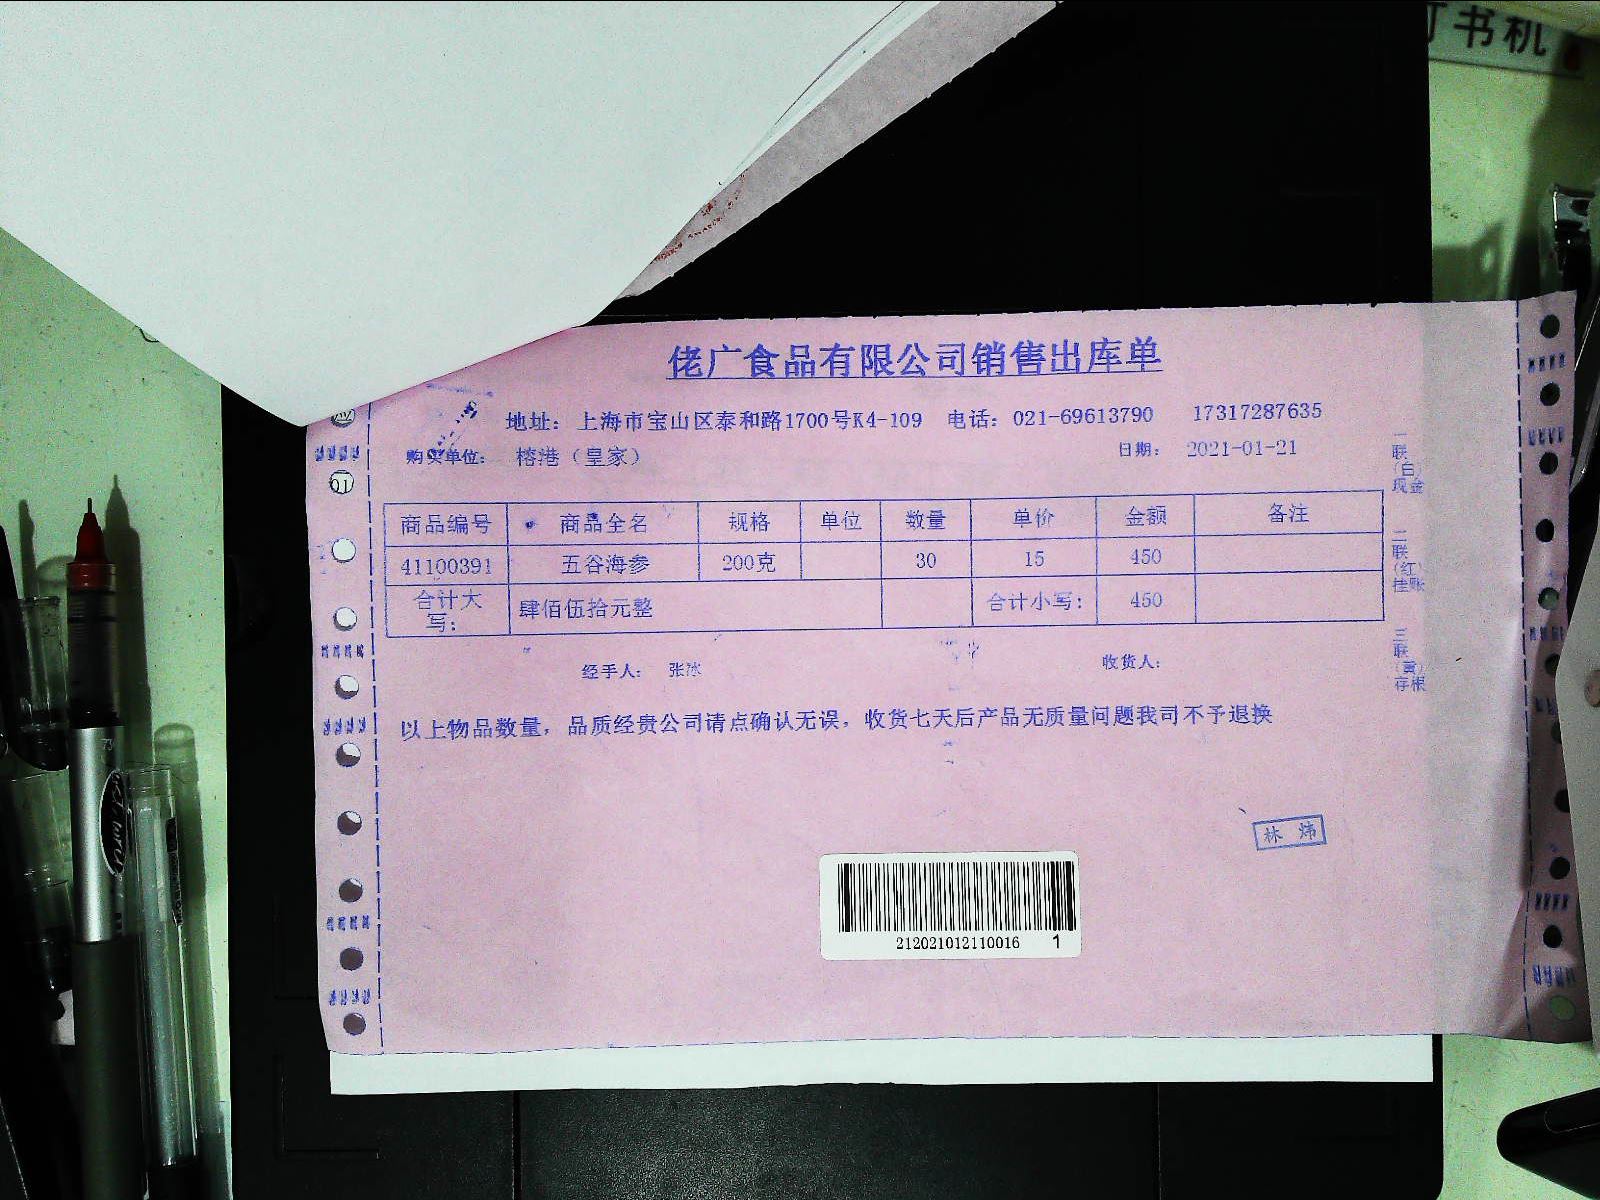 书机
佬广食品有限公司销售出库单
地址：上海市宝山区泰和路1700号K4-109 电话：021-69613790 17317287635
购买单位： 榕港（皇家） 日期： 2021-01-21
商品编号 商品全名 规格 单位 数量 单价 金额 备注
41100391 五谷海参 200克 30 15 450
合计大写： 肆佰伍拾元整 合计小写： 450
经手人： 张冰 收货人：
以上物品数量，品质经贵公司请点确认无误，收货七天后产品无质量问题我司不予退换
一联（白）现金
二联（红）挂账
三联（黄）存根
林 炜
212021012110016 1